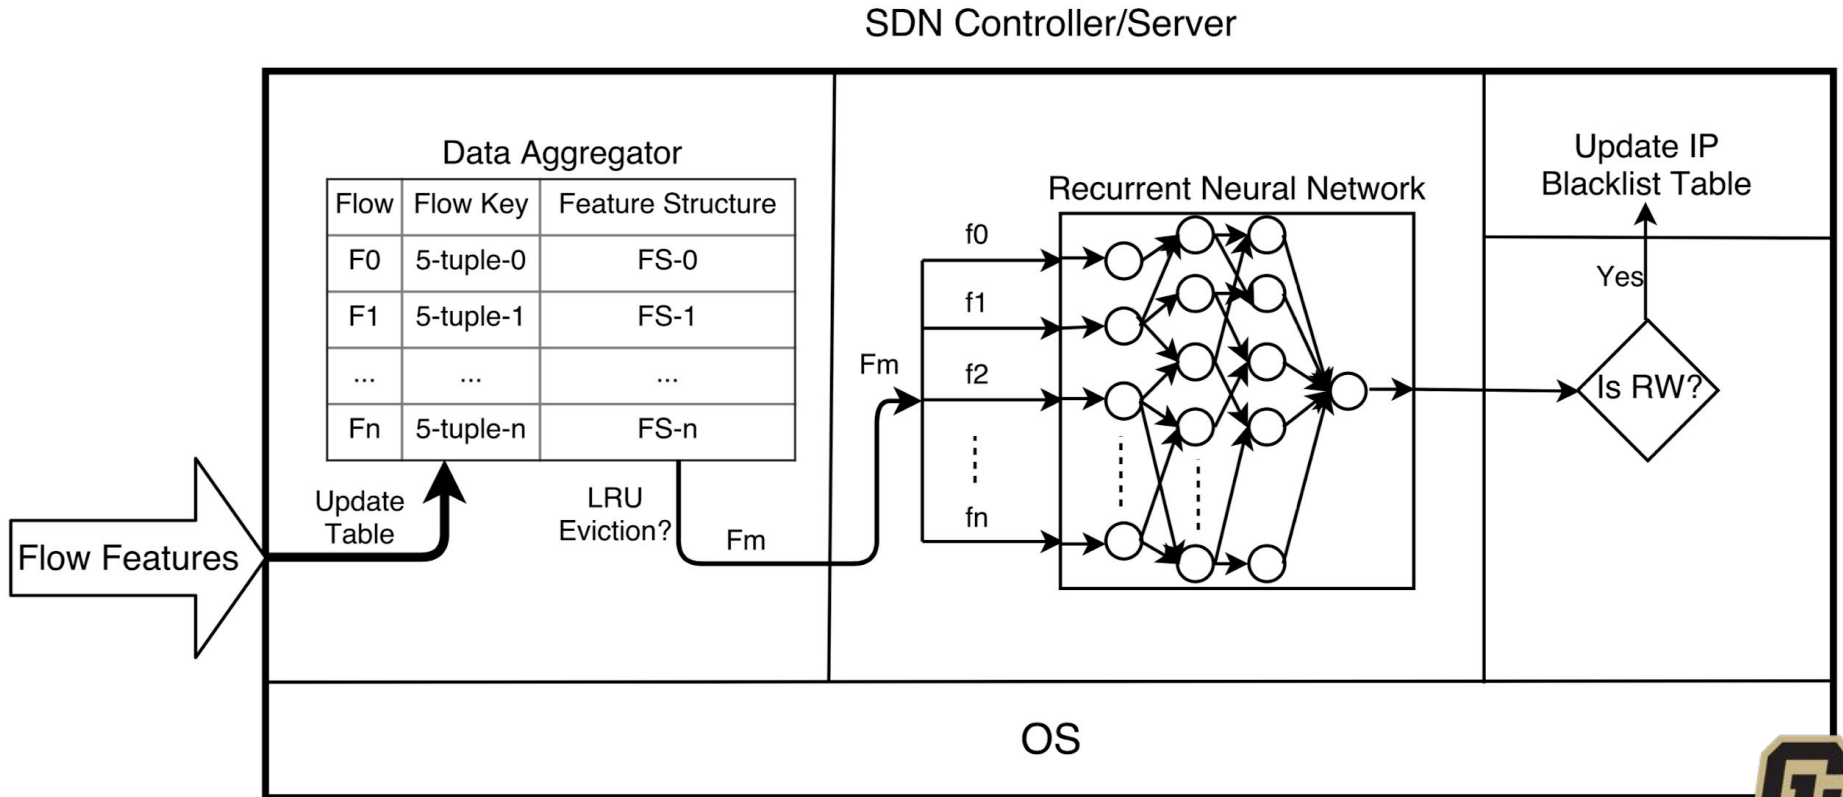 SDN Controller/Server
Data Aggregator
Flow Flow Key Feature Structure
F0 5-tuple-0 FS-0
F1 5-tuple-1 FS-1
... ... ...
Fn 5-tuple-n FS-n
Flow Features
Update
Table
LRU
Eviction?
Fm
Fm
f0
f1
f2
fn
Recurrent Neural Network
Is RW?
Yes
Update IP
Blacklist Table
OS